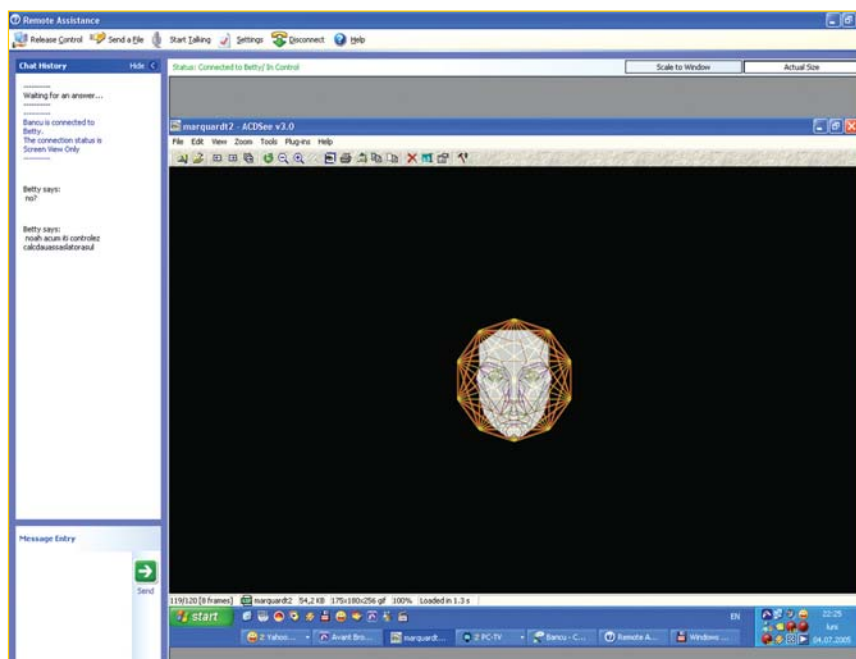 Remote Assistance
Release Control Send a File Start Talking Settings Disconnect Help
Chat History Hide
Status: Connected to Betty/ In Control
Scale to Window Actual Size
Waiting for an answer...
Bancu is connected to
Betty.
The connection status is
Screen View Only
Betty says:
no?
Betty says:
noah acum iti controlez
calcdauassaslatorasul
marquardt2 - ACDSee v3.0
File Edit View Zoom Tools Plug-ins Help
Message Entry
Send
119/120 [8 frames] marquardt2 54,2 KB 175x180x256 gif 100% Loaded in 1.3 s
start EN 22:25
luni
04.07.2005
2 Yahoo... Avant Bro... marquardt... 2 PC-TV Bancu - C... Remote A... Windows ...